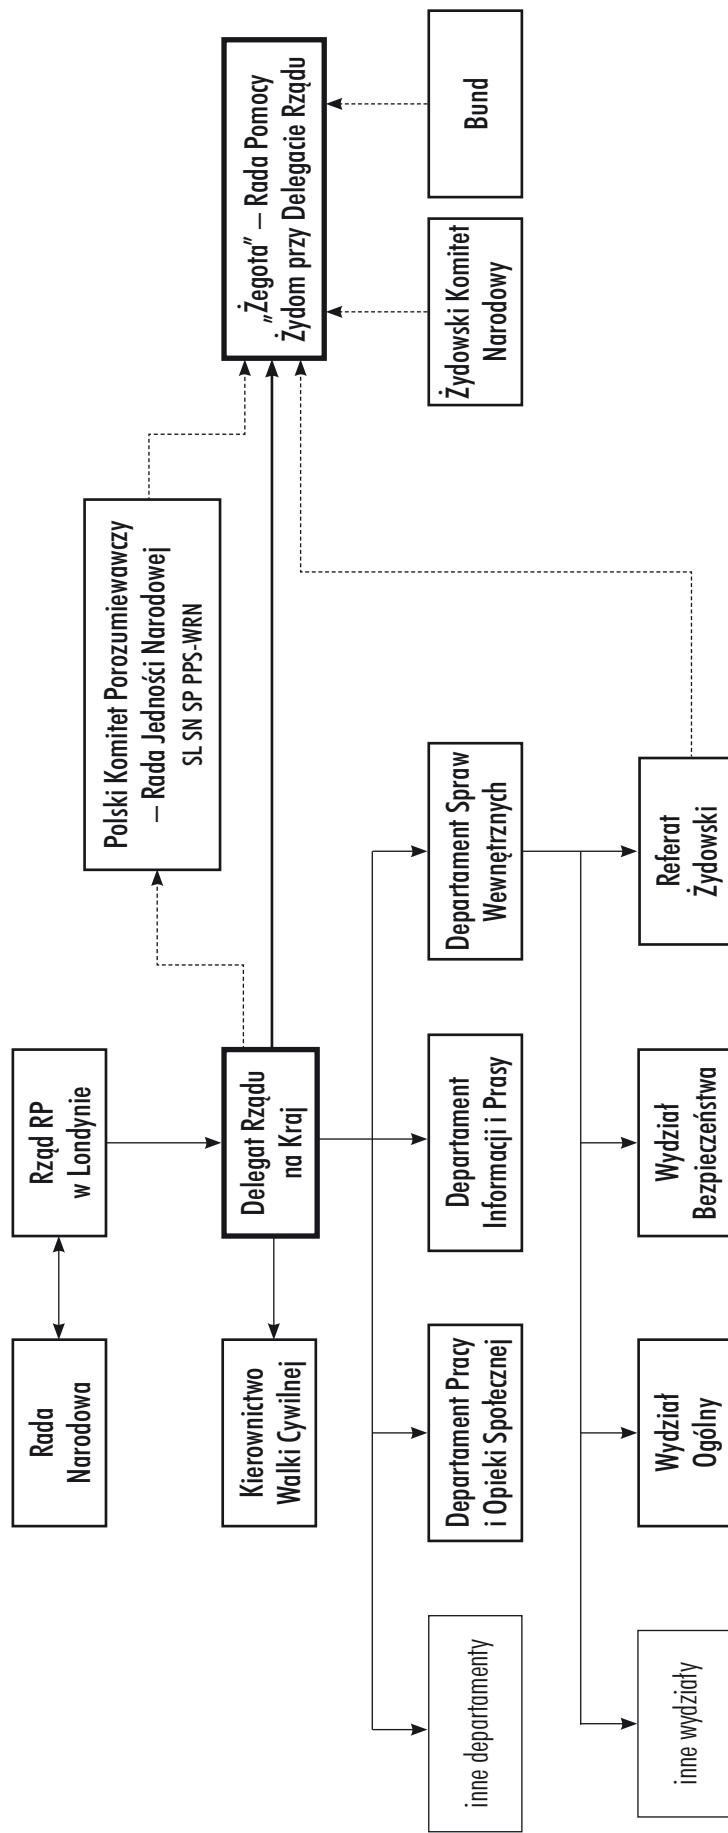 Rada
Narodowa
Rząd RP
w Londynie
Polski Komitet Porozumiewawczy
– Rada Jedności Narodowej
SL SN SP PPS-WRN
Kierownictwo
Walki Cywilnej
Delegat Rządu
na Kraj
„Żegota” – Rada Pomocy
Żydom przy Delegacie Rządu
inne departamenty
Departament Pracy
i Opieki Społecznej
Departament
Informacji i Prasy
Departament Spraw
Wewnętrznych
Żydowski Komitet
Narodowy
Bund
inne wydziały
Wydział
Ogólny
Wydział
Bezpieczeństwa
Referat
Żydowski